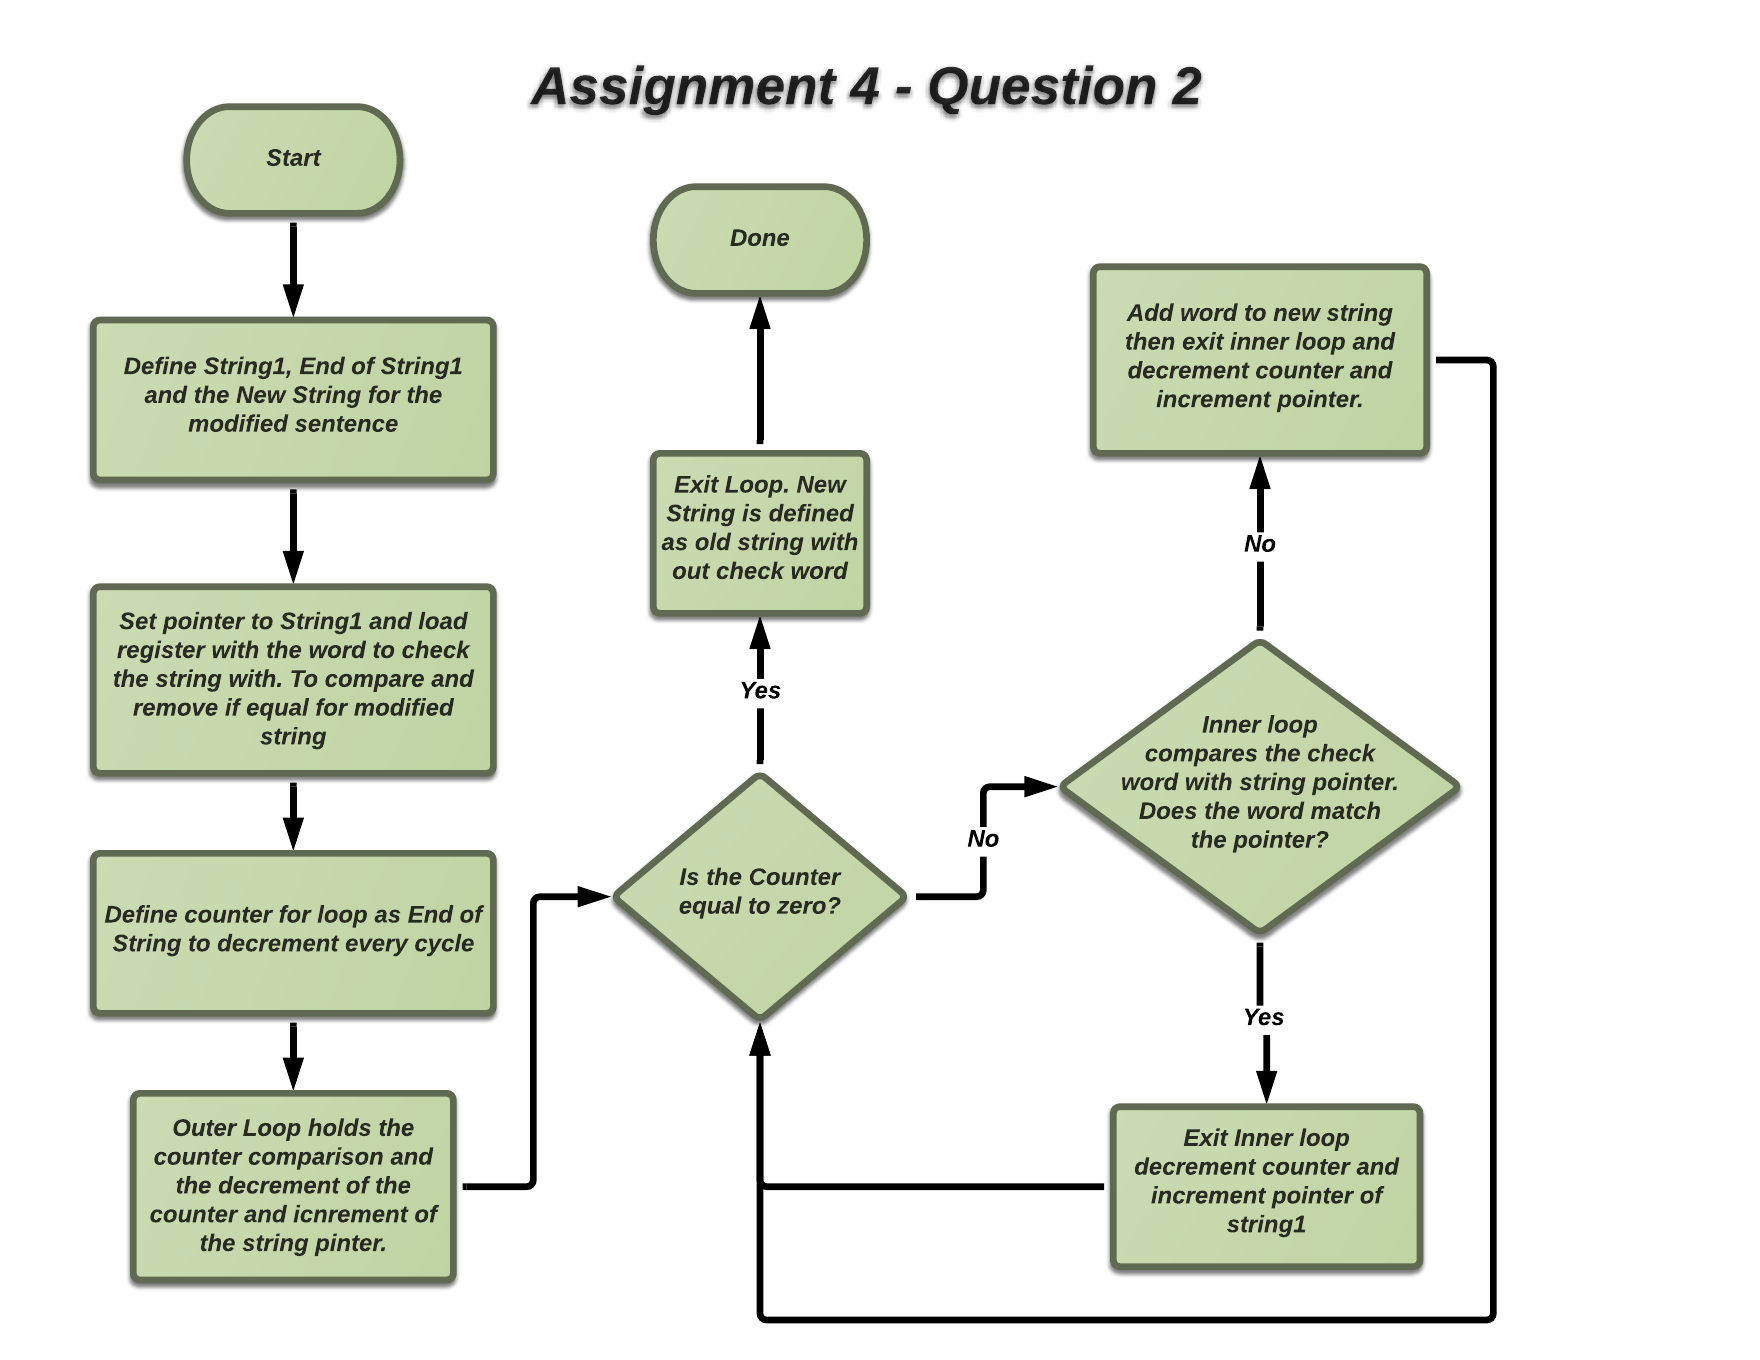 Assignment 4 - Question 2
Start
Define String1, End of String1
and the New String for the
modified sentence
Set pointer to String1 and load
register with the word to check
the string with. To compare and
remove if equal for modified
string
Define counter for loop as End of
String to decrement every cycle
Outer Loop holds the
counter comparison and
the decrement of the
counter and icnrement of
the string pinter.
Done
Exit Loop. New
String is defined
as old string with
out check word
Yes
Is the Counter
equal to zero?
No
Add word to new string
then exit inner loop and
decrement counter and
increment pointer.
No
Inner loop
compares the check
word with string pointer.
Does the word match
the pointer?
Yes
Exit Inner loop
decrement counter and
increment pointer of
string1